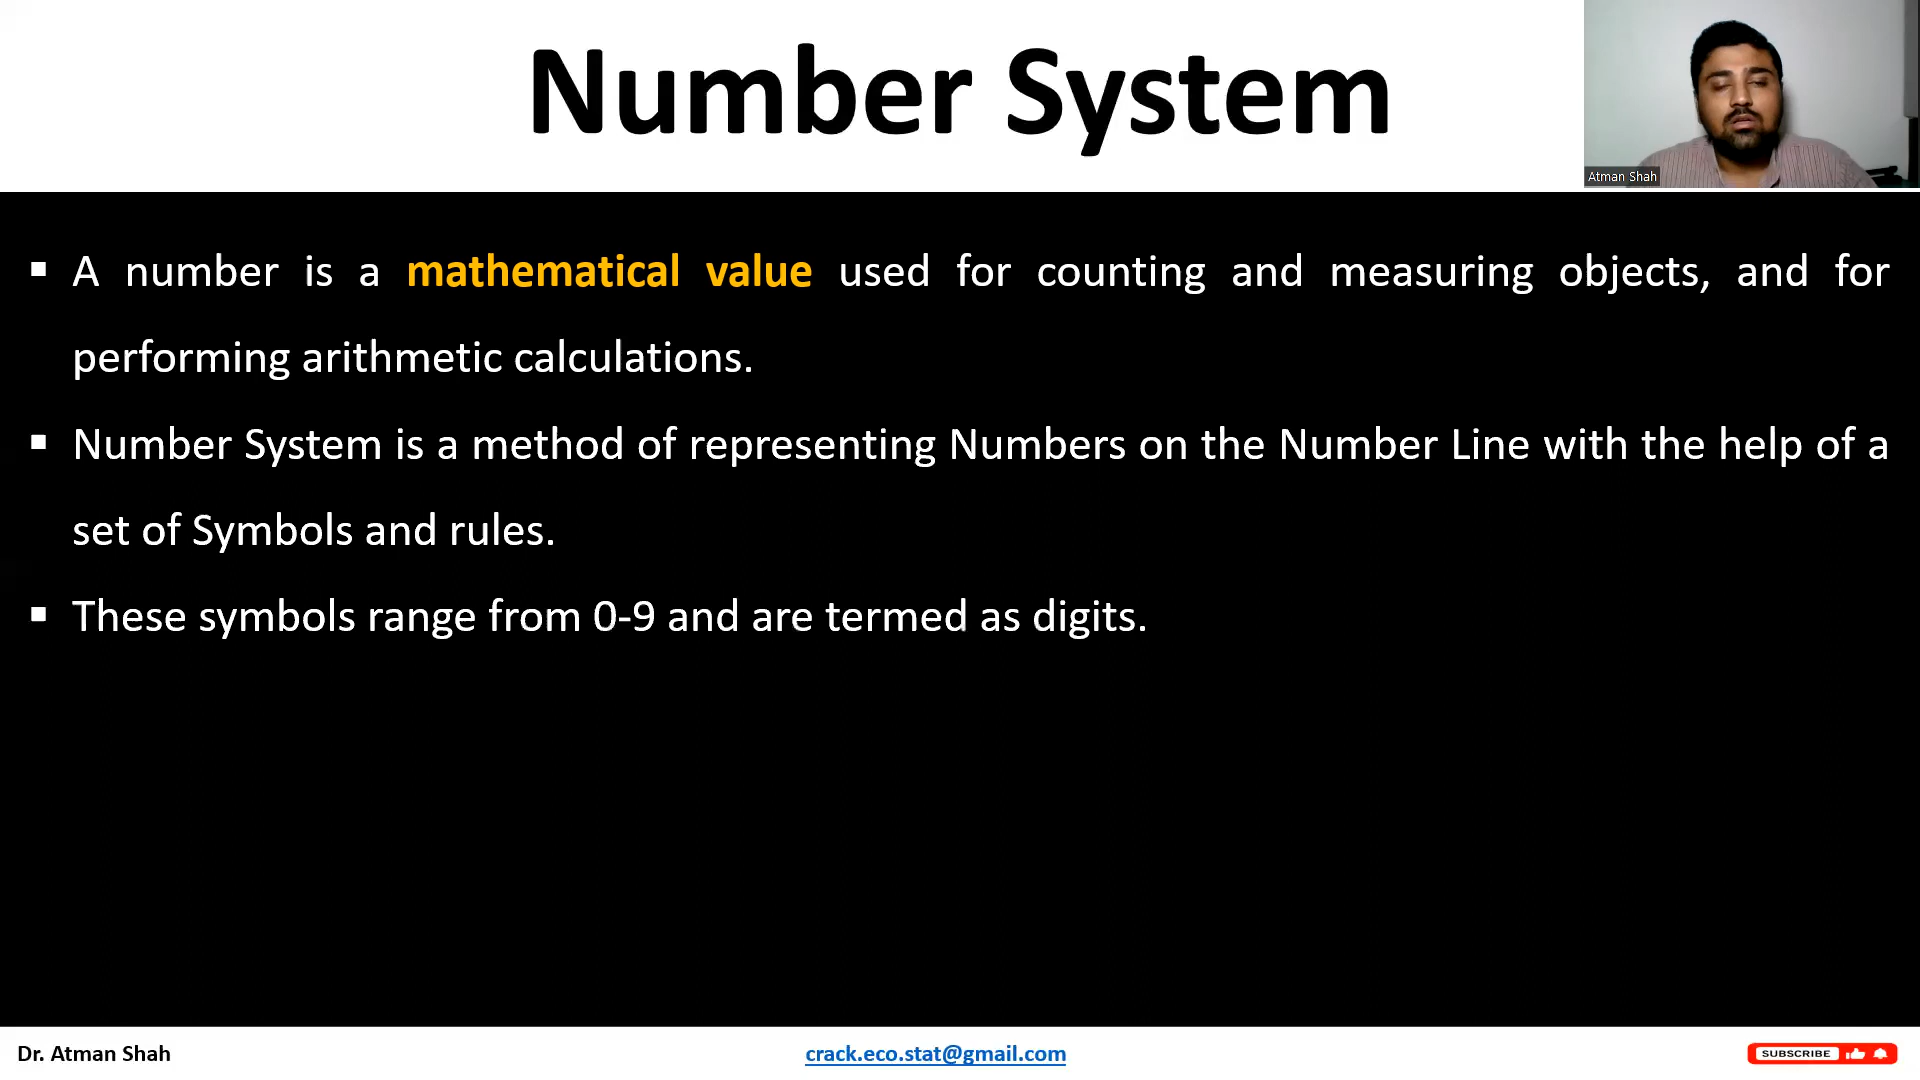 Number System
Atman Shah
▪ A number is a mathematical value used for counting and measuring objects, and for
performing arithmetic calculations.
▪ Number System is a method of representing Numbers on the Number Line with the help of a
set of Symbols and rules.
▪ These symbols range from 0-9 and are termed as digits.
Dr. Atman Shah
crack.eco.stat@gmail.com
SUBSCRIBE